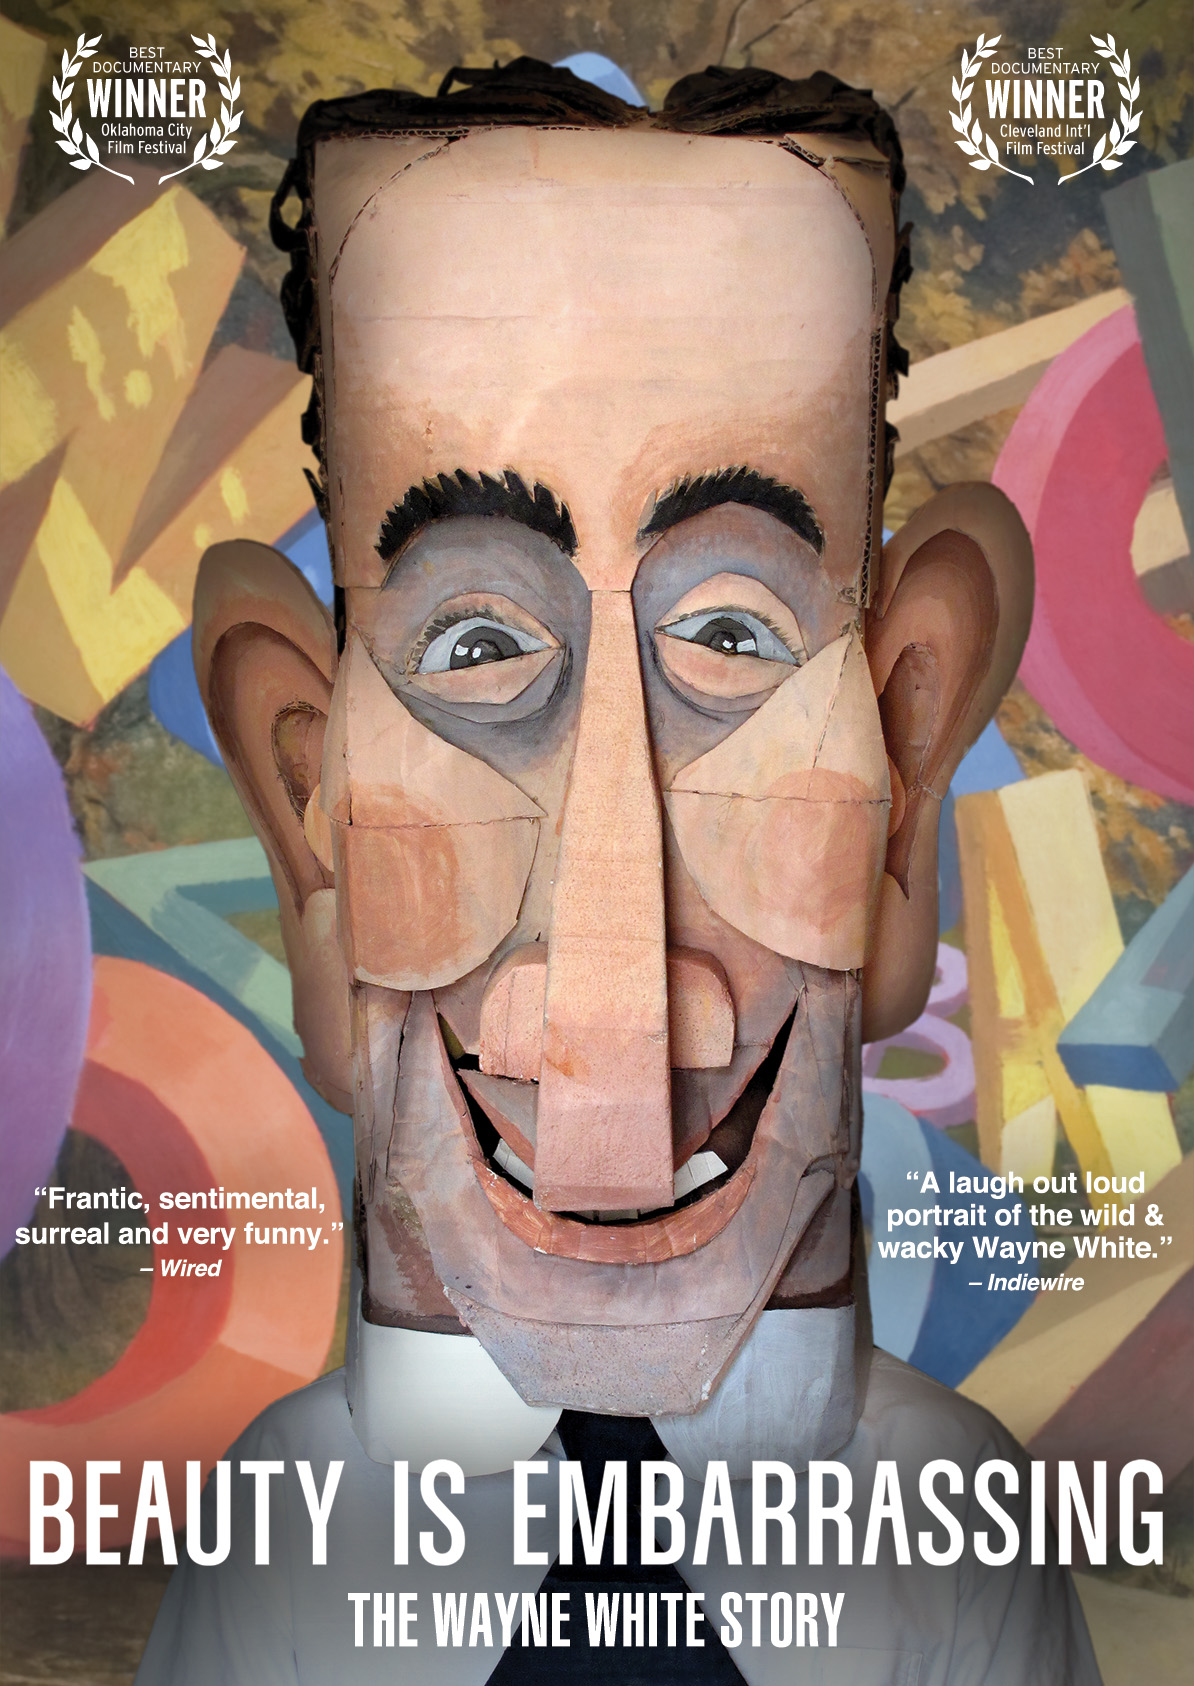 BEST
DOCUMENTARY
WINNER
Oklahoma City
Film Festival
BEST
DOCUMENTARY
WINNER
Cleveland Int'l
Film Festival
“Frantic, sentimental,
surreal and very funny.”
– Wired
“A laugh out loud
portrait of the wild &
wacky Wayne White.”
– Indiewire
BEAUTY IS EMBARRASSING
THE WAYNE WHITE STORY